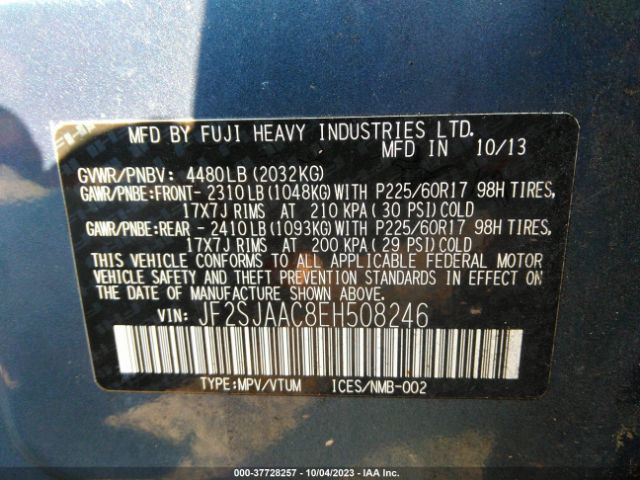 MFD BY FUJI HEAVY INDUSTRIES LTD.
MFD IN 10/13
GVWR/PNBV: 4480LB(2032KG)
GAWR/PNBE:FRONT- 2310LB(1048KG)WITH P225/60R17 98H TIRES,
17X7J RIMS AT 210 KPA(30 PSI)COLD
GAWR/PNBE:REAR - 2410LB(1093KG)WITH P225/60R17 98H TIRES,
17X7J RIMS AT 200 KPA(29 PSI)COLD
THIS VEHICLE CONFORMS TO ALL APPLICABLE FEDERAL MOTOR
VEHICLE SAFETY AND THEFT PREVENTION STANDARDS IN EFFECT ON
THE DATE OF MANUFACTURE SHOWN ABOVE.
VIN: JF2SJAAC8EH508246
TYPE:MPV/VTUM ICES/NMB-002
000-37728257 - 10/04/2023 - IAA Inc.